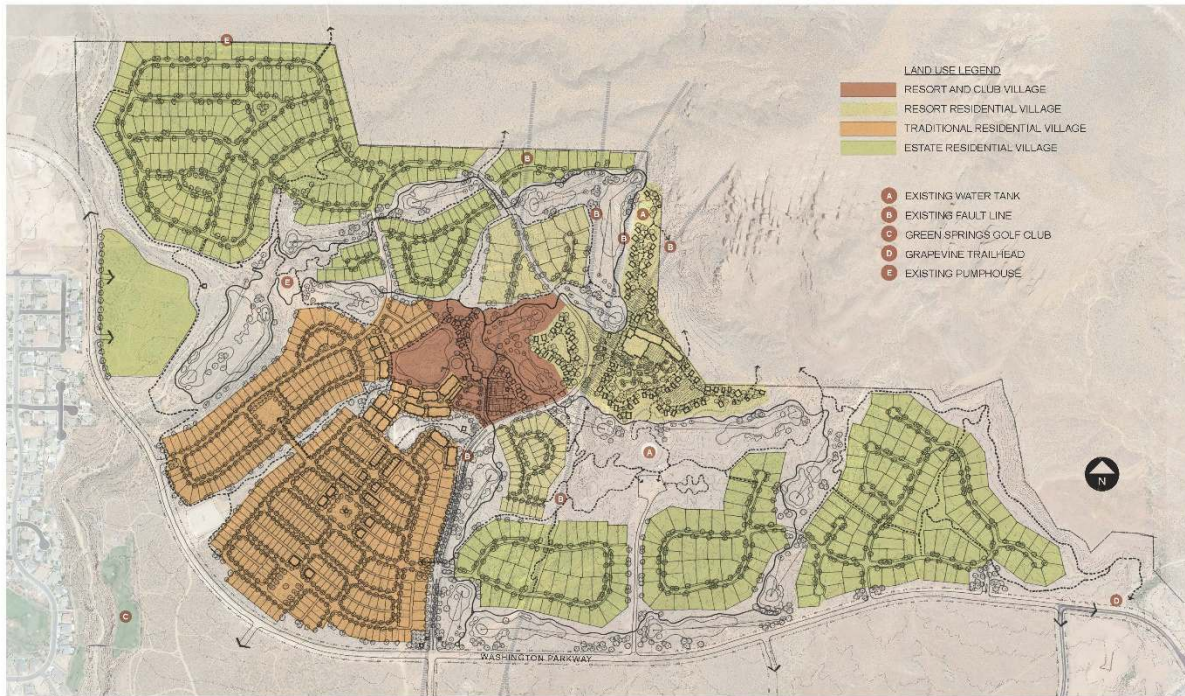 LAND USE LEGEND
RESORT AND CLUB VILLAGE
RESORT RESIDENTIAL VILLAGE
TRADITIONAL RESIDENTIAL VILLAGE
ESTATE RESIDENTIAL VILLAGE
A EXISTING WATER TANK
B EXISTING FAULT LINE
C GREEN SPRINGS GOLF CLUB
D GRAPEVINE TRAILHEAD
E EXISTING PUMPHOUSE
E
B
B
A
B
B
E
N
B
A
B
C
D
WASHINGTON PARKWAY